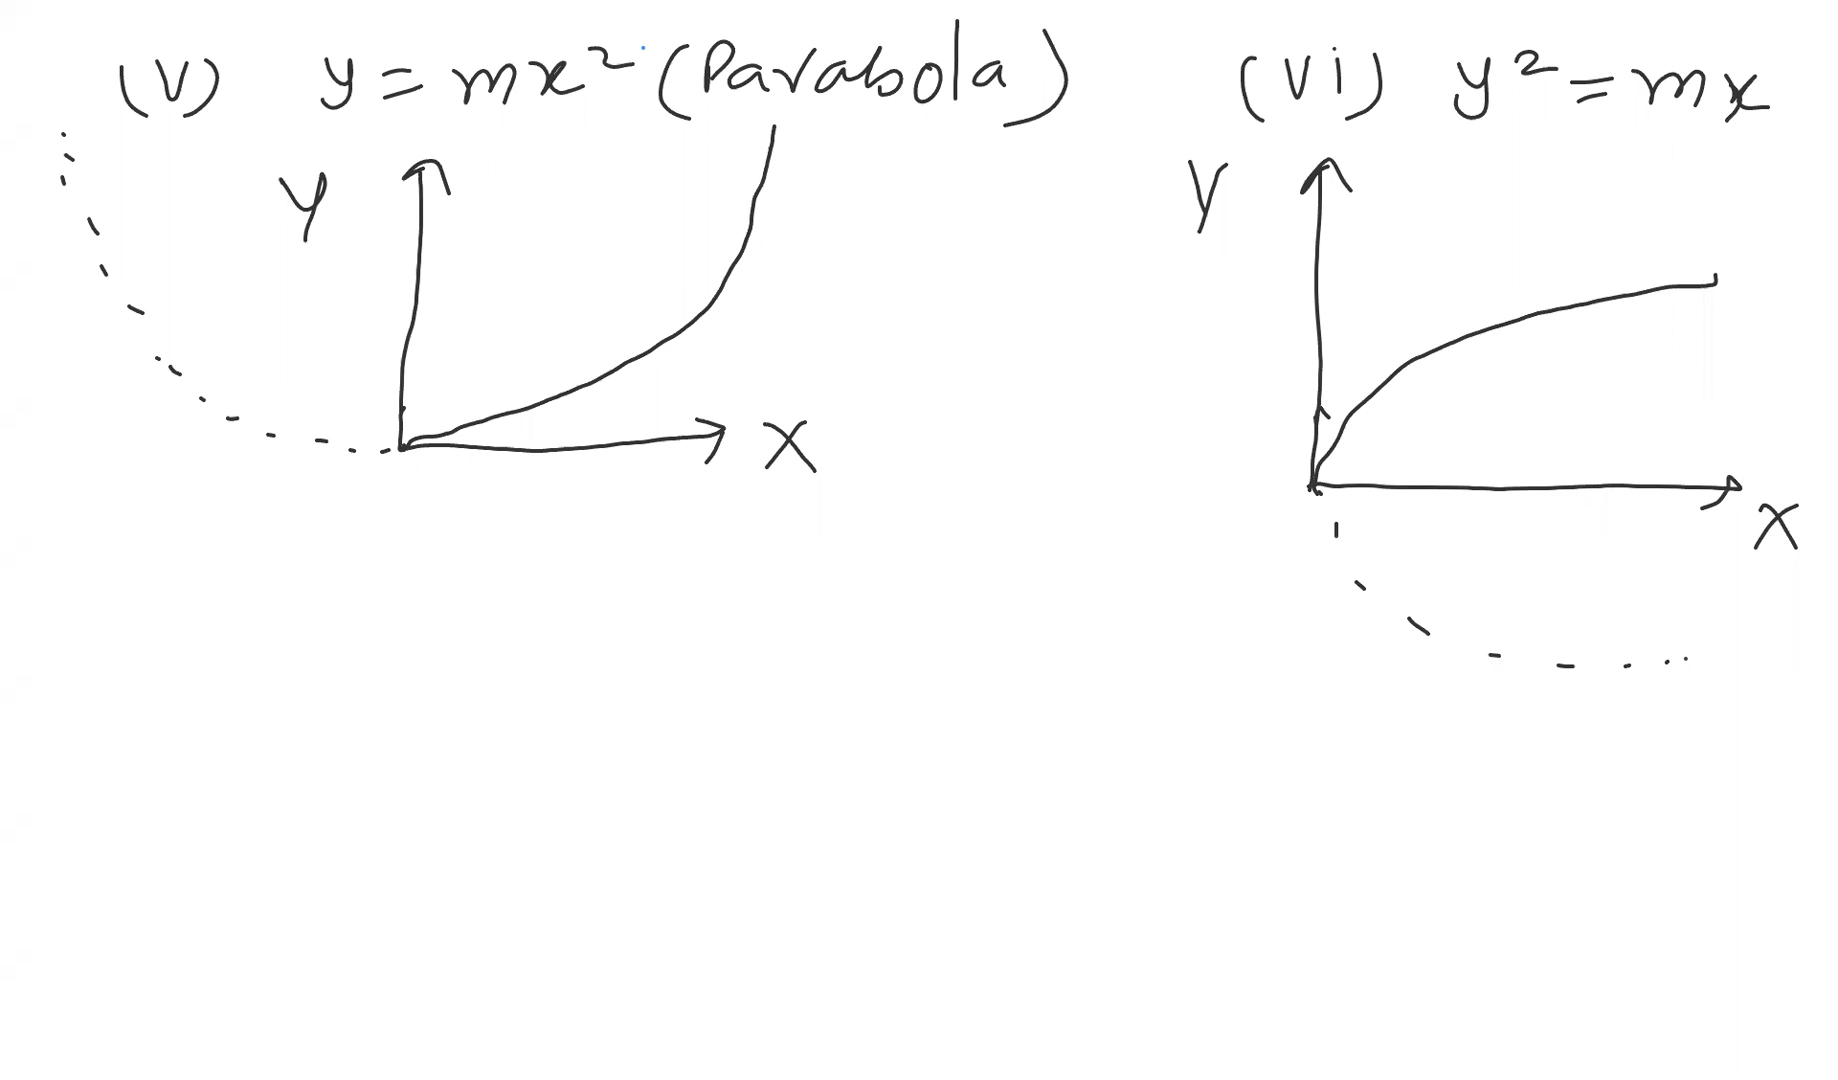 (V) y = mx² (Parabola) (Vi) y² = mx
Y Y
X
X